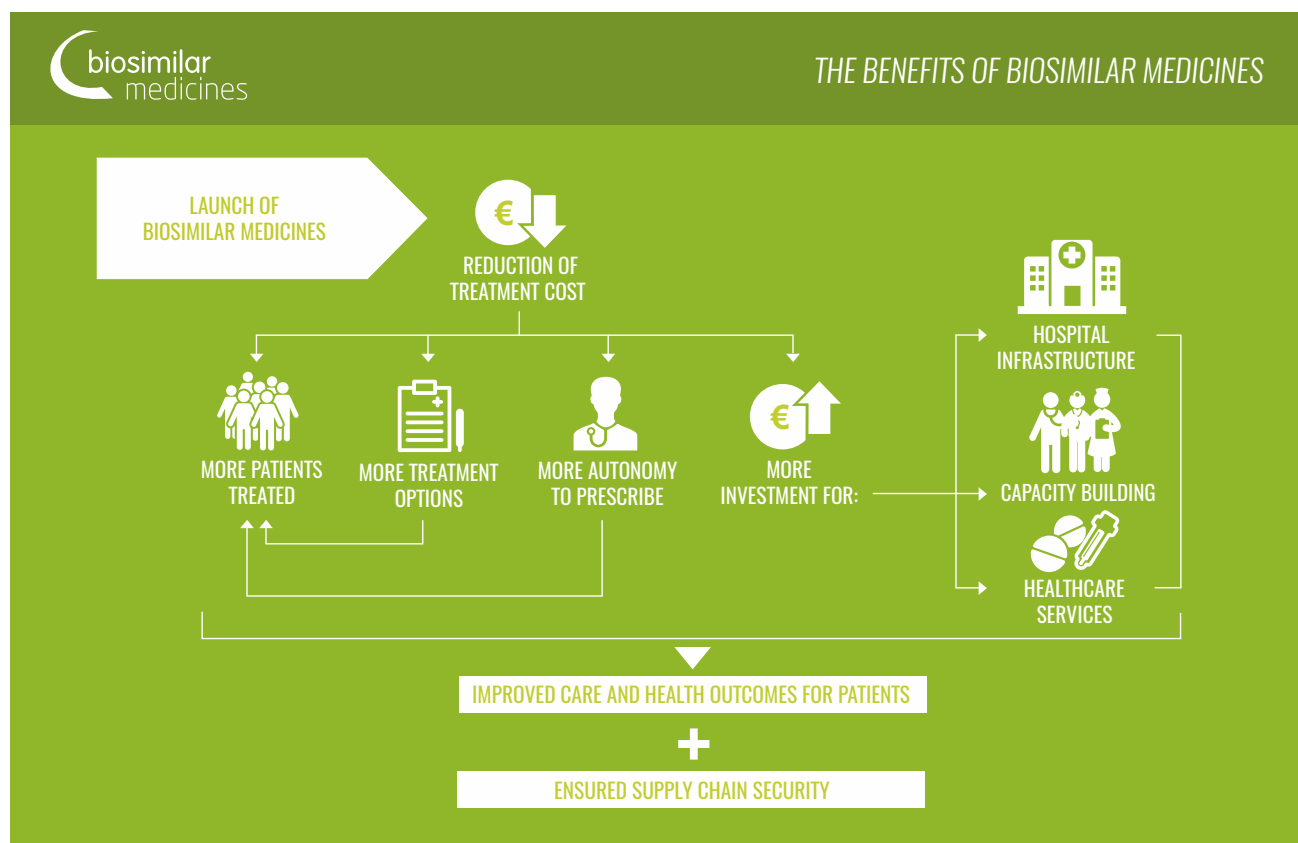 biosimilar
medicines
THE BENEFITS OF BIOSIMILAR MEDICINES
LAUNCH OF
BIOSIMILAR MEDICINES
€
REDUCTION OF
TREATMENT COST
MORE PATIENTS
TREATED
MORE TREATMENT
OPTIONS
MORE AUTONOMY
TO PRESCRIBE
€
MORE
INVESTMENT FOR:
HOSPITAL
INFRASTRUCTURE
CAPACITY BUILDING
HEALTHCARE
SERVICES
IMPROVED CARE AND HEALTH OUTCOMES FOR PATIENTS
+
ENSURED SUPPLY CHAIN SECURITY